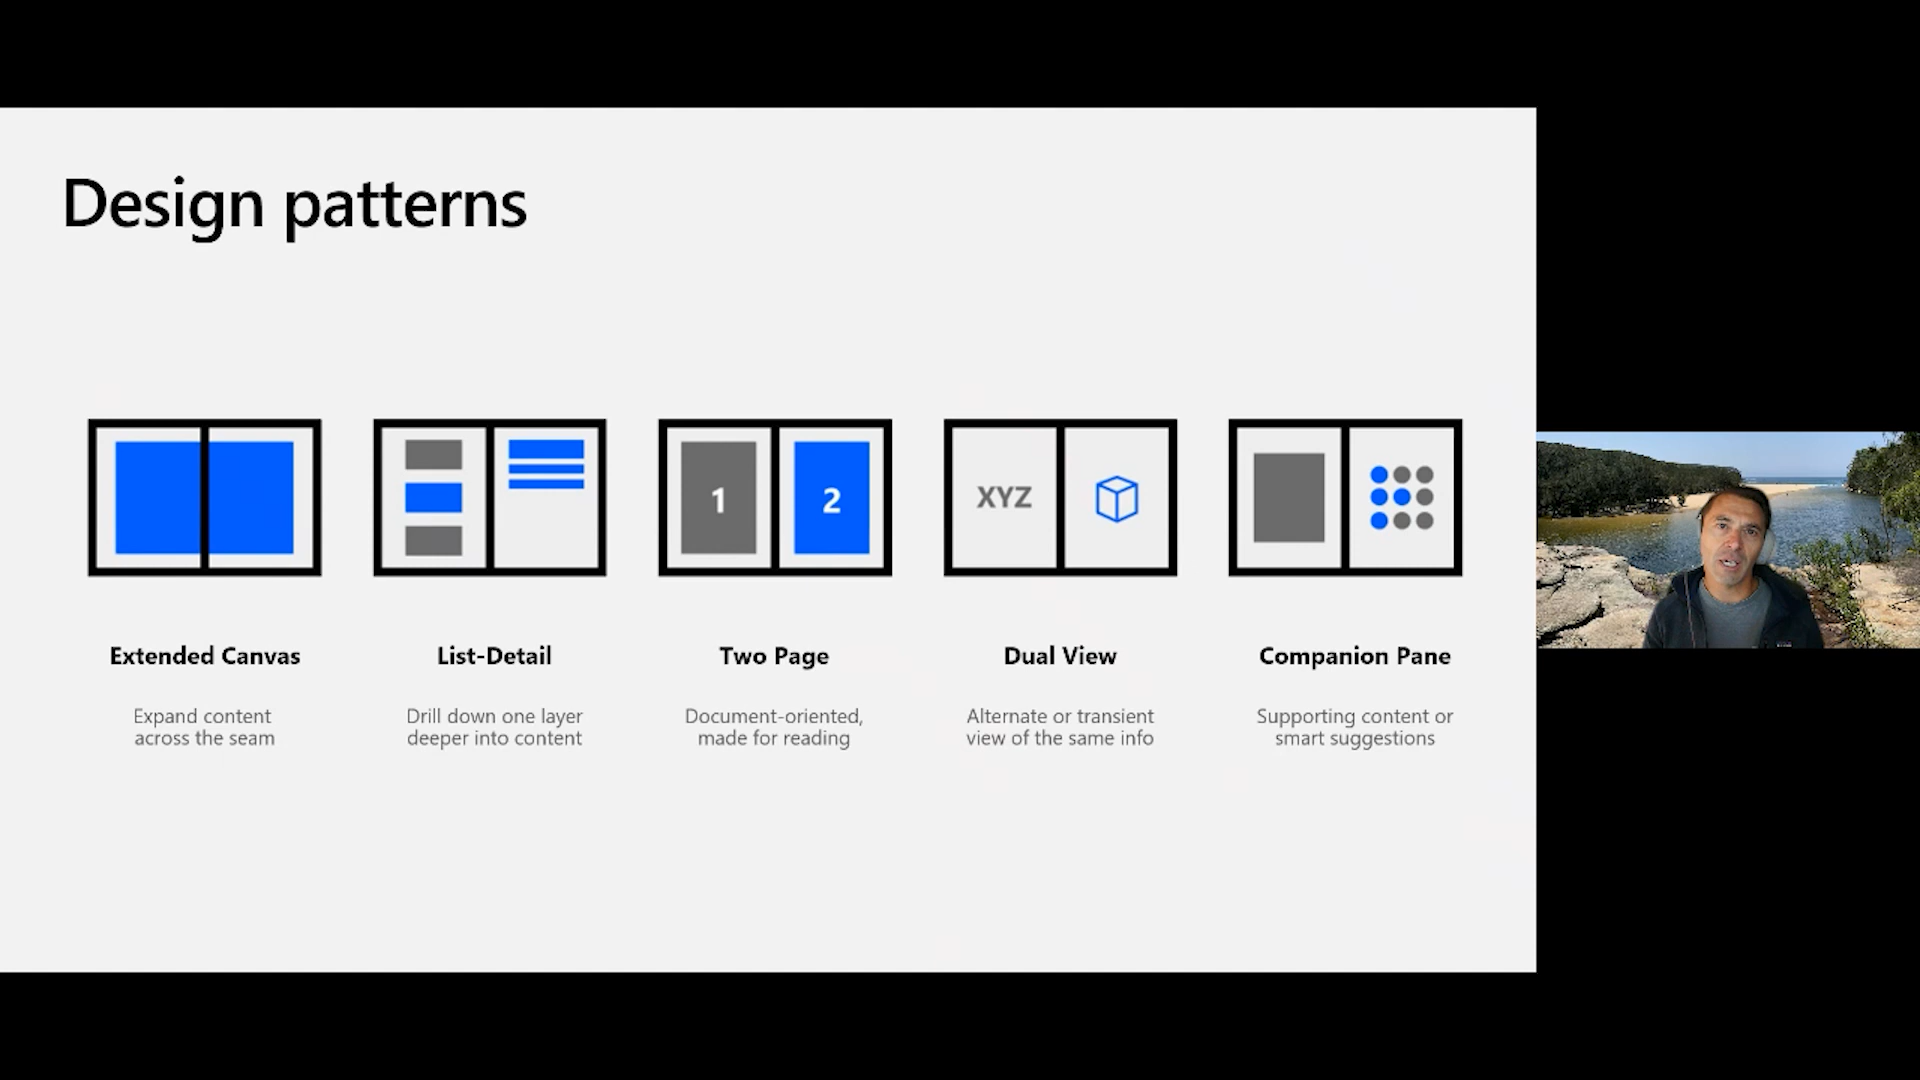 Design patterns
1
2
XYZ
Extended Canvas
List-Detail
Two Page
Dual View
Companion Pane
Expand content
across the seam
Drill down one layer
deeper into content
Document-oriented,
made for reading
Alternate or transient
view of the same info
Supporting content or
smart suggestions